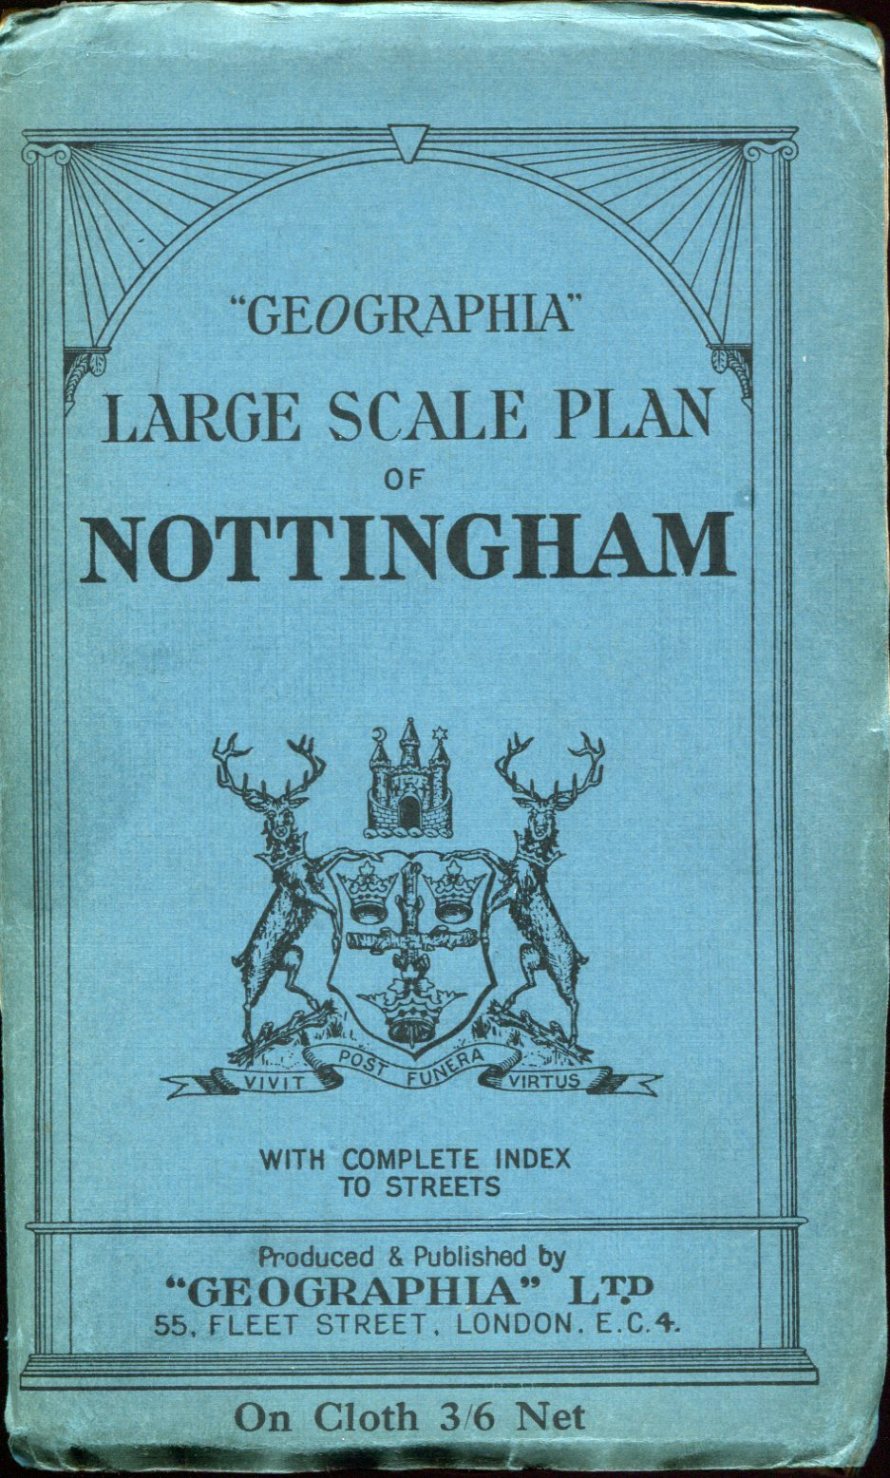 "GEOGRAPHIA"
LARGE SCALE PLAN
OF
NOTTINGHAM
VIVIT POST FUNERA VIRTUS
WITH COMPLETE INDEX
TO STREETS
Produced & Published by
"GEOGRAPHIA" LTD
55, FLEET STREET, LONDON. E.C.4.
On Cloth 3/6 Net